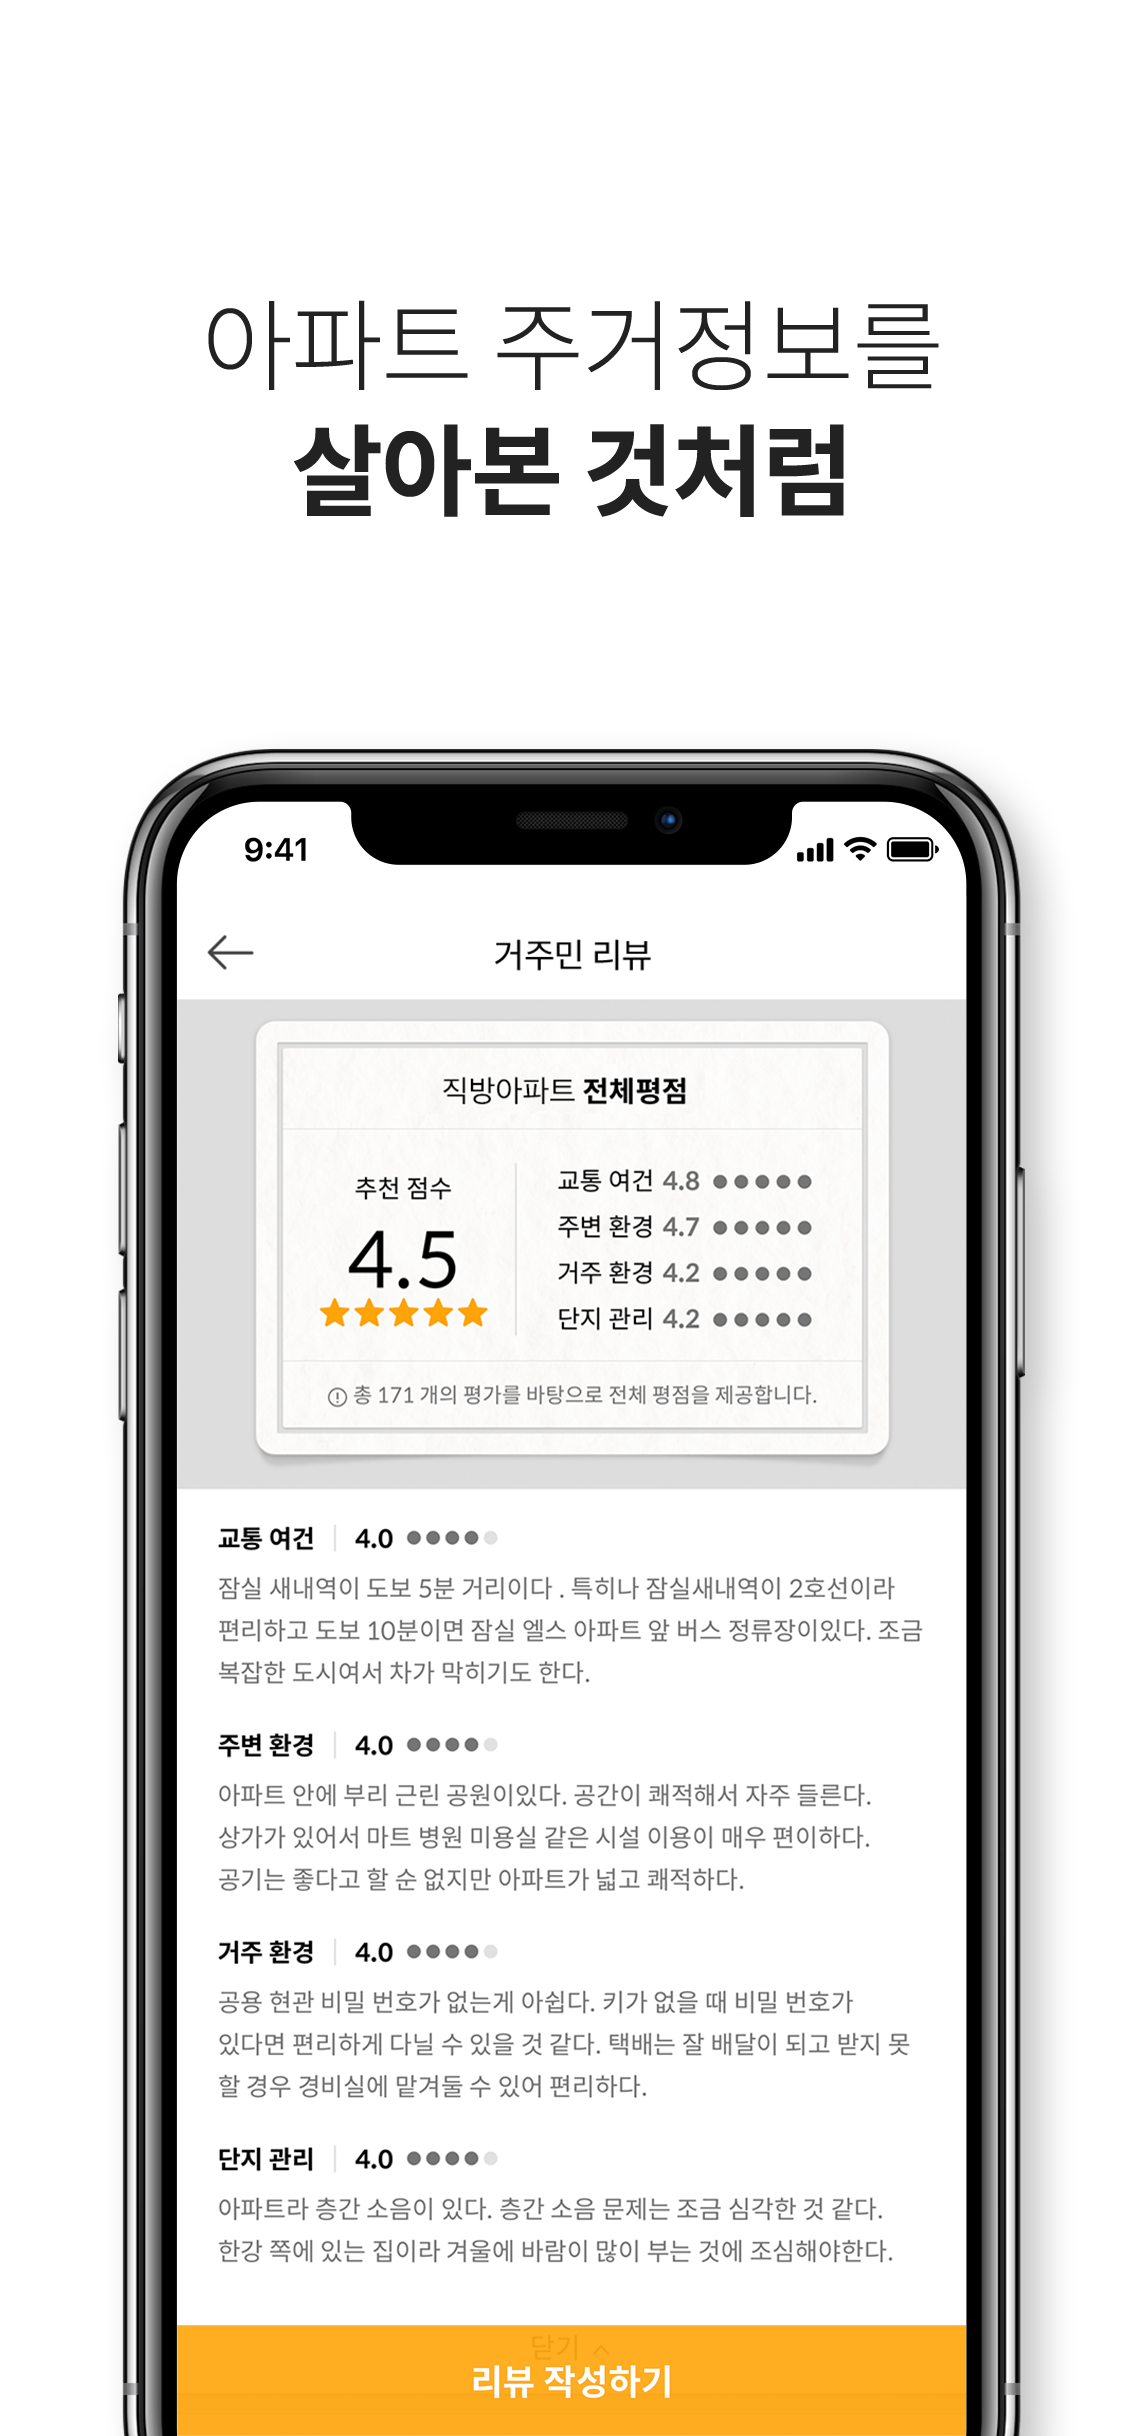 아파트 주거정보를
살아본 것처럼
9:41
거주민 리뷰
직방아파트 전체평점
추천 점수
4.5
교통 여건 4.8
주변 환경 4.7
거주 환경 4.2
단지 관리 4.2
총 171 개의 평가를 바탕으로 전체 평점을 제공합니다.
교통 여건 4.0
잠실 새내역이 도보 5분 거리이다 . 특히나 잠실새내역이 2호선이라
편리하고 도보 10분이면 잠실 엘스 아파트 앞 버스 정류장이있다. 조금
복잡한 도시여서 차가 막히기도 한다.
주변 환경 4.0
아파트 안에 부리 근린 공원이있다. 공간이 쾌적해서 자주 들른다.
상가가 있어서 마트 병원 미용실 같은 시설 이용이 매우 편이하다.
공기는 좋다고 할 순 없지만 아파트가 넓고 쾌적하다.
거주 환경 4.0
공용 현관 비밀 번호가 없는게 아쉽다. 키가 없을 때 비밀 번호가
있다면 편리하게 다닐 수 있을 것 같다. 택배는 잘 배달이 되고 받지 못
할 경우 경비실에 맡겨둘 수 있어 편리하다.
단지 관리 4.0
아파트라 층간 소음이 있다. 층간 소음 문제는 조금 심각한 것 같다.
한강 쪽에 있는 집이라 겨울에 바람이 많이 부는 것에 조심해야한다.
닫기
리뷰 작성하기